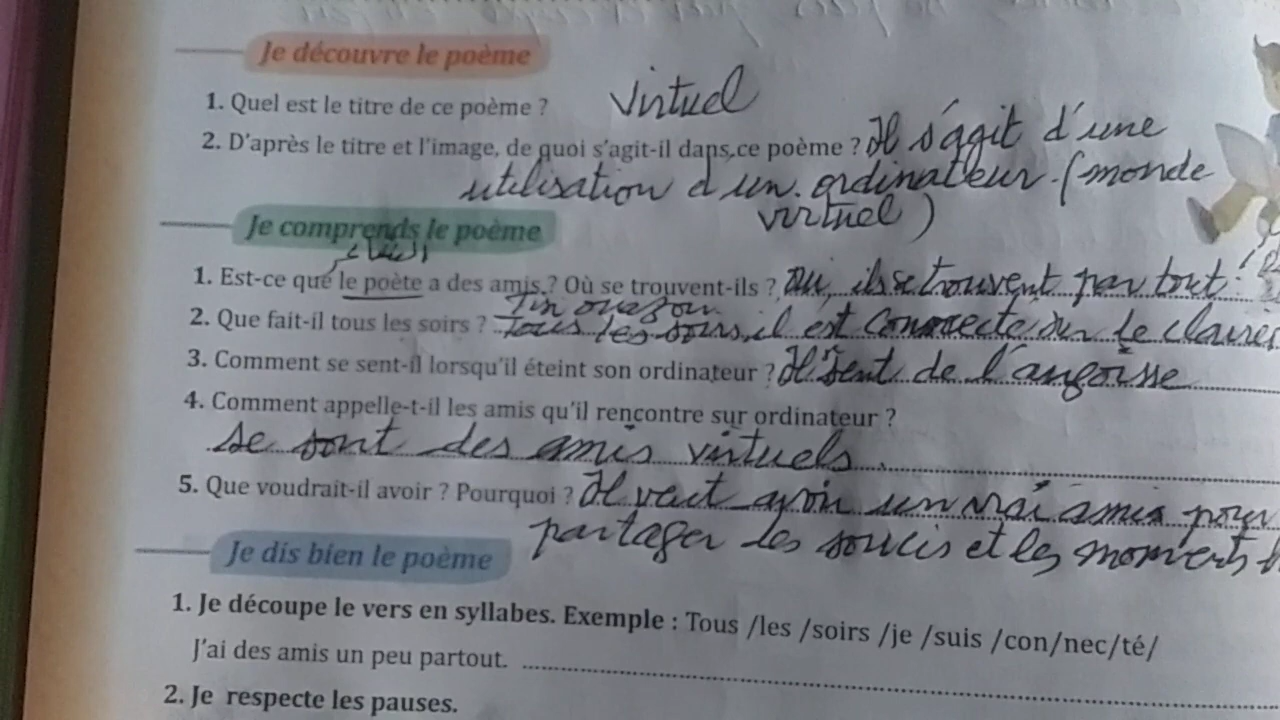 Je découvre le poème
1. Quel est le titre de ce poème ? Virtuel
2. D'après le titre et l'image, de quoi s'agit-il dans ce poème ? Il s'agit d'une
utilisation d'un ordinateur. (monde
virtuel)
Je comprends le poème
الشاعر
1. Est-ce que le poète a des amis ? Où se trouvent-ils ? Oui, ils se trouvent par tout.
2. Que fait-il tous les soirs ? Tous les soirs, il est connecte sur le
3. Comment se sent-il lorsqu'il éteint son ordinateur ? Il sent de l'angoisse
4. Comment appelle-t-il les amis qu'il rencontre sur ordinateur ?
se sont des amis virtuels.
5. Que voudrait-il avoir ? Pourquoi ? Il veut avoir un vrai amis pour
partager les soucis et les moments
Je dis bien le poème
1. Je découpe le vers en syllabes. Exemple : Tous /les /soirs /je /suis /con/nec/té/
J'ai des amis un peu partout.
2. Je respecte les pauses.